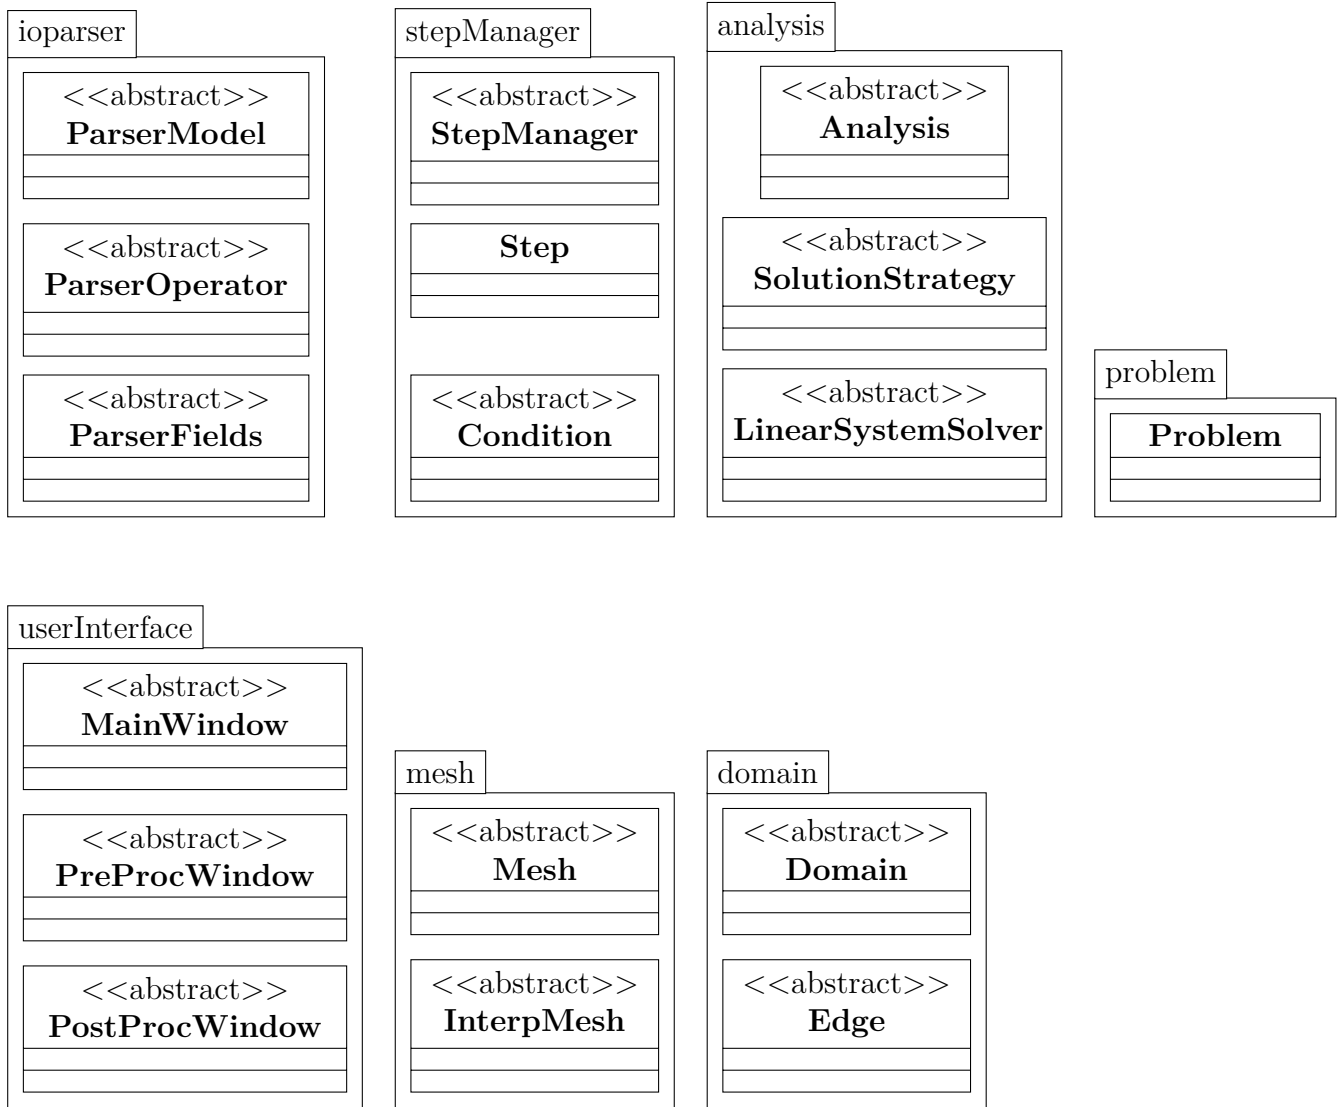 ioparser
<<abstract>>
ParserModel
<<abstract>>
ParserOperator
<<abstract>>
ParserFields
stepManager
<<abstract>>
StepManager
Step
<<abstract>>
Condition
analysis
<<abstract>>
Analysis
<<abstract>>
SolutionStrategy
<<abstract>>
LinearSystemSolver
problem
Problem
userInterface
<<abstract>>
MainWindow
<<abstract>>
PreProcWindow
<<abstract>>
PostProcWindow
mesh
<<abstract>>
Mesh
<<abstract>>
InterpMesh
domain
<<abstract>>
Domain
<<abstract>>
Edge